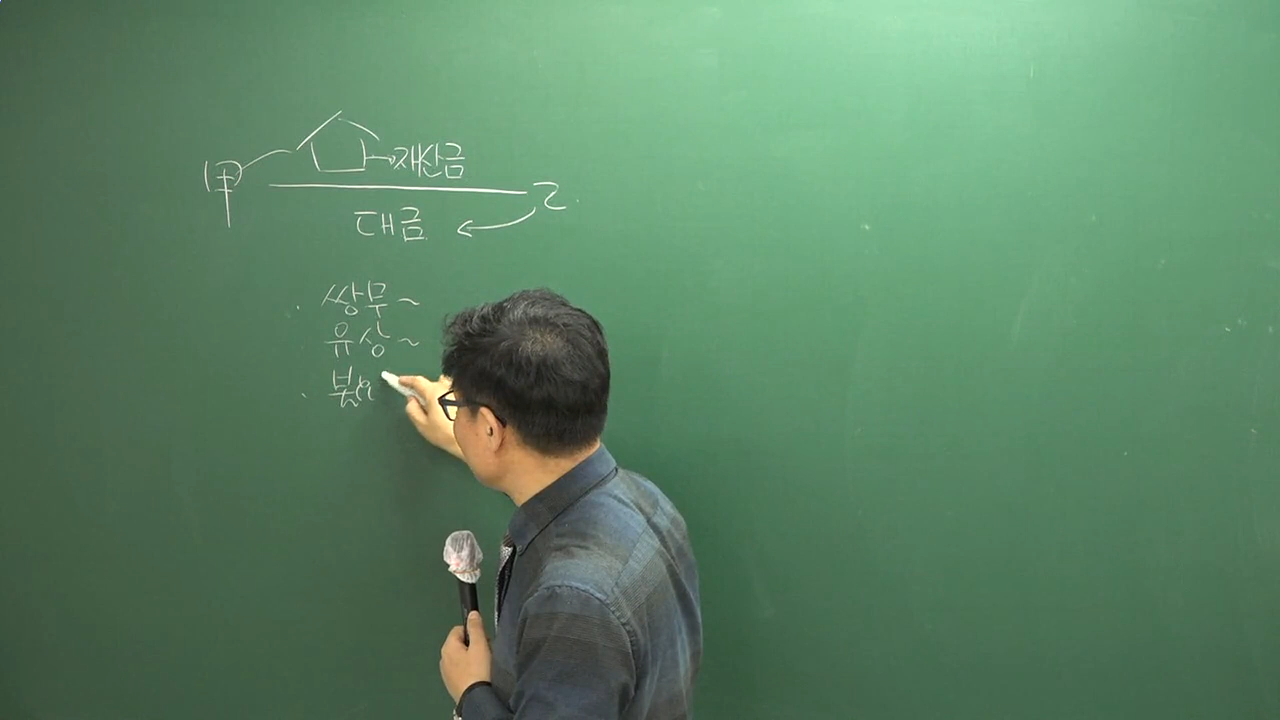 甲 재산금 乙
대금
쌍무 ~
유상 ~
불요